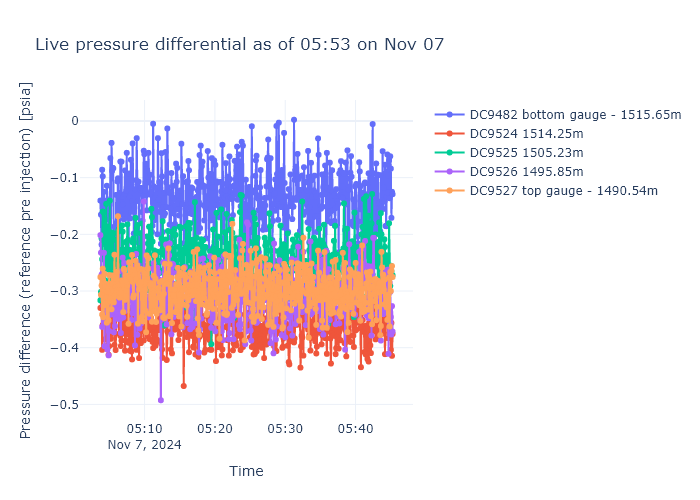 Live pressure differential as of 05:53 on Nov 07
Pressure difference (reference pre injection) [psia]
0
−0.1
−0.2
−0.3
−0.4
−0.5
05:10
05:20
05:30
05:40
Nov 7, 2024
Time
DC9482 bottom gauge - 1515.65m
DC9524 1514.25m
DC9525 1505.23m
DC9526 1495.85m
DC9527 top gauge - 1490.54m